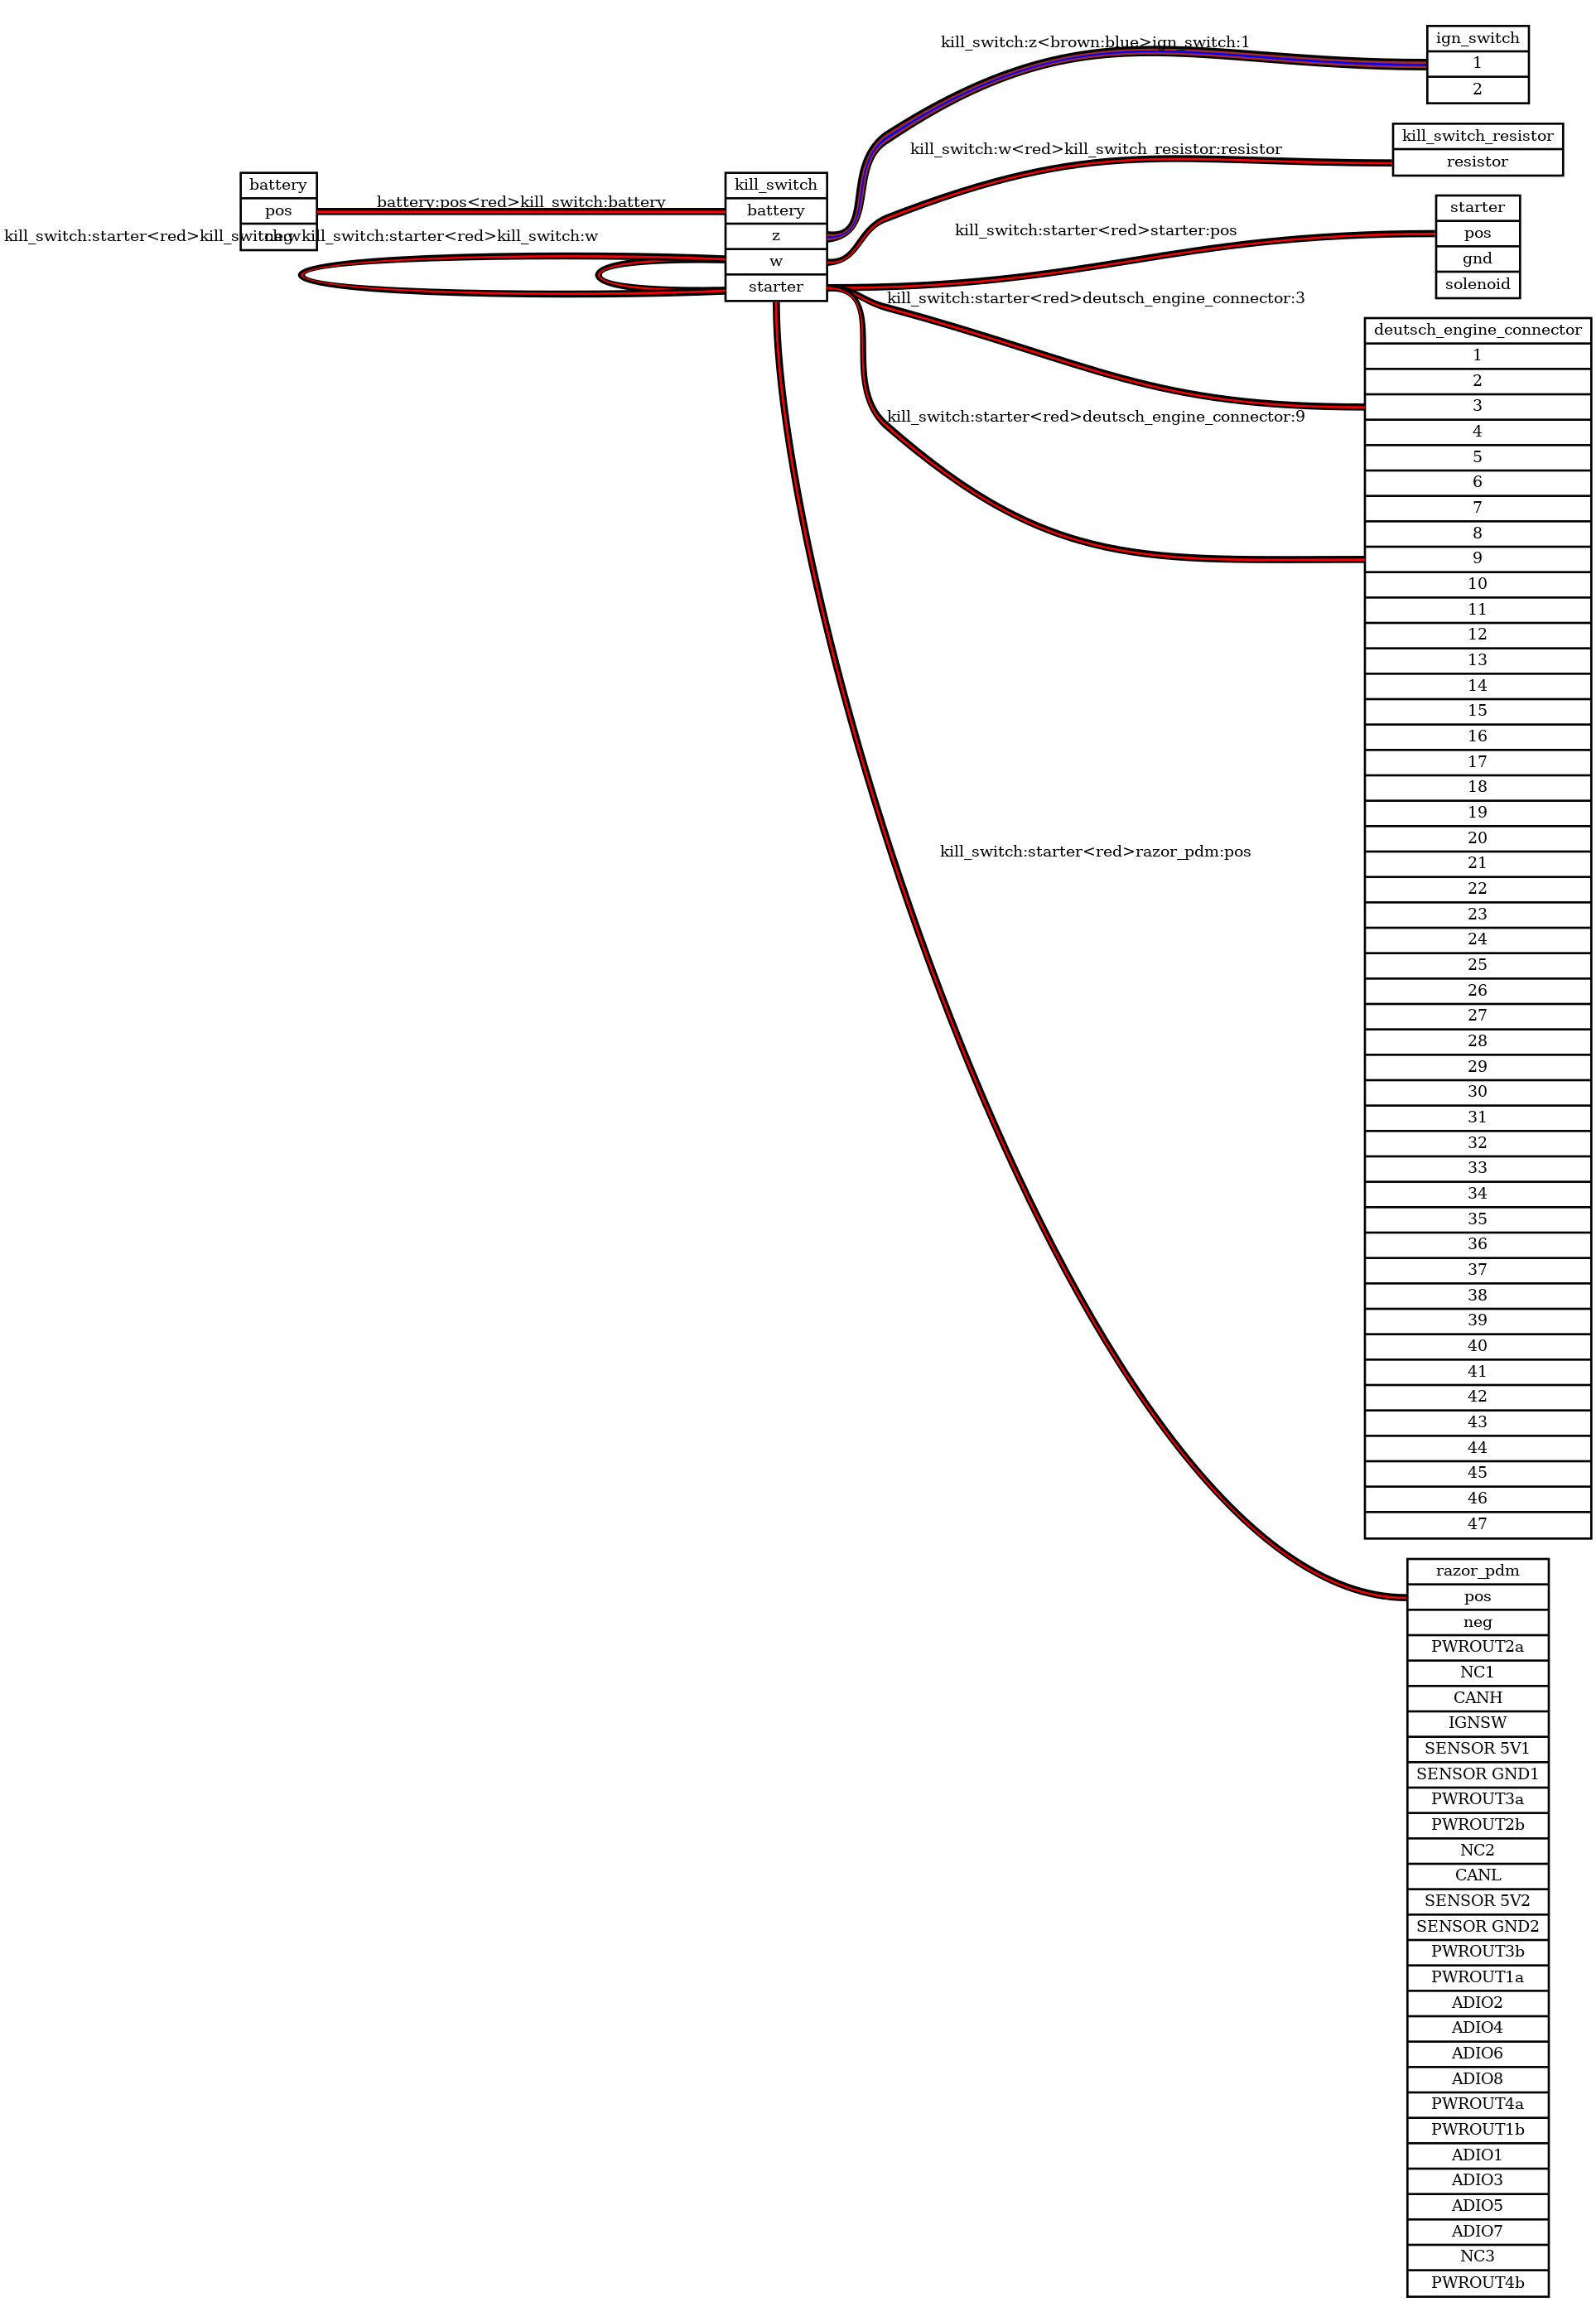 battery
pos
neg
battery:pos<red>kill_switch:battery
kill_switch:starter<red>kill_switch:w
kill_switch:starter<red>kill_switch:w
kill_switch
battery
z
w
starter
kill_switch:z<brown:blue>ign_switch:1
kill_switch:w<red>kill_switch_resistor:resistor
kill_switch:starter<red>starter:pos
kill_switch:starter<red>deutsch_engine_connector:3
kill_switch:starter<red>deutsch_engine_connector:9
kill_switch:starter<red>razor_pdm:pos
ign_switch
1
2
kill_switch_resistor
resistor
starter
pos
gnd
solenoid
deutsch_engine_connector
1
2
3
4
5
6
7
8
9
10
11
12
13
14
15
16
17
18
19
20
21
22
23
24
25
26
27
28
29
30
31
32
33
34
35
36
37
38
39
40
41
42
43
44
45
46
47
razor_pdm
pos
neg
PWROUT2a
NC1
CANH
IGNSW
SENSOR 5V1
SENSOR GND1
PWROUT3a
PWROUT2b
NC2
CANL
SENSOR 5V2
SENSOR GND2
PWROUT3b
PWROUT1a
ADIO2
ADIO4
ADIO6
ADIO8
PWROUT4a
PWROUT1b
ADIO1
ADIO3
ADIO5
ADIO7
NC3
PWROUT4b